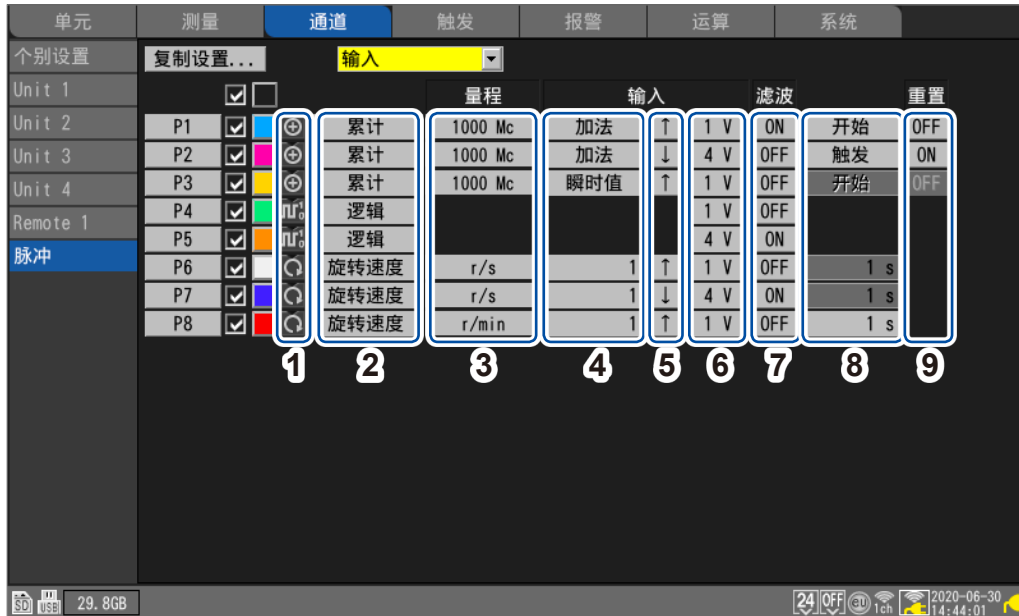 单元 测量 通道 触发 报警 运算 系统
个别设置 复制设置... 输入
Unit 1 量程 输入 滤波 重置
Unit 2 P1 累计 1000 Mc 加法 ↑ 1 V ON 开始 OFF
Unit 3 P2 累计 1000 Mc 加法 ↓ 4 V OFF 触发 ON
Unit 4 P3 累计 1000 Mc 瞬时值 ↑ 1 V OFF 开始 OFF
Remote 1 P4 逻辑 1 V OFF
脉冲 P5 逻辑 4 V ON
P6 旋转速度 r/s 1 ↑ 1 V OFF 1 s
P7 旋转速度 r/s 1 ↓ 4 V ON 1 s
P8 旋转速度 r/min 1 ↑ 1 V OFF 1 s
1 2 3 4 5 6 7 8 9
SD USB 29.8GB 24 OFF eu 1ch 2020-06-30
14:44:01